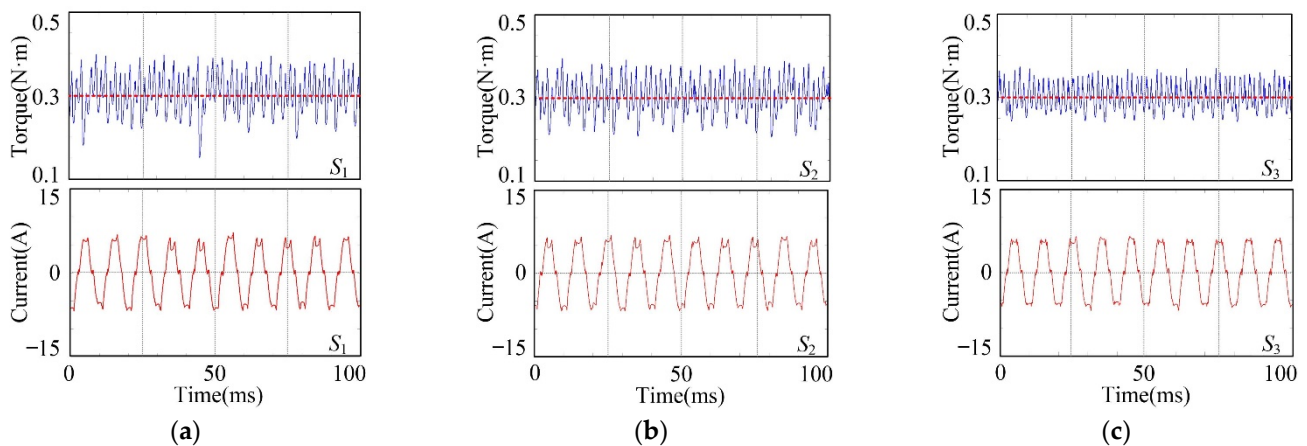 0.5
Torque(N·m)
0.3
0.1
S1
15
Current(A)
0
−15
S1
0 50 100
Time(ms)
(a)
0.5
Torque(N·m)
0.3
0.1
S2
15
Current(A)
0
−15
S2
0 50 100
Time(ms)
(b)
0.5
Torque(N·m)
0.3
0.1
S3
15
Current(A)
0
−15
S3
0 50 100
Time(ms)
(c)